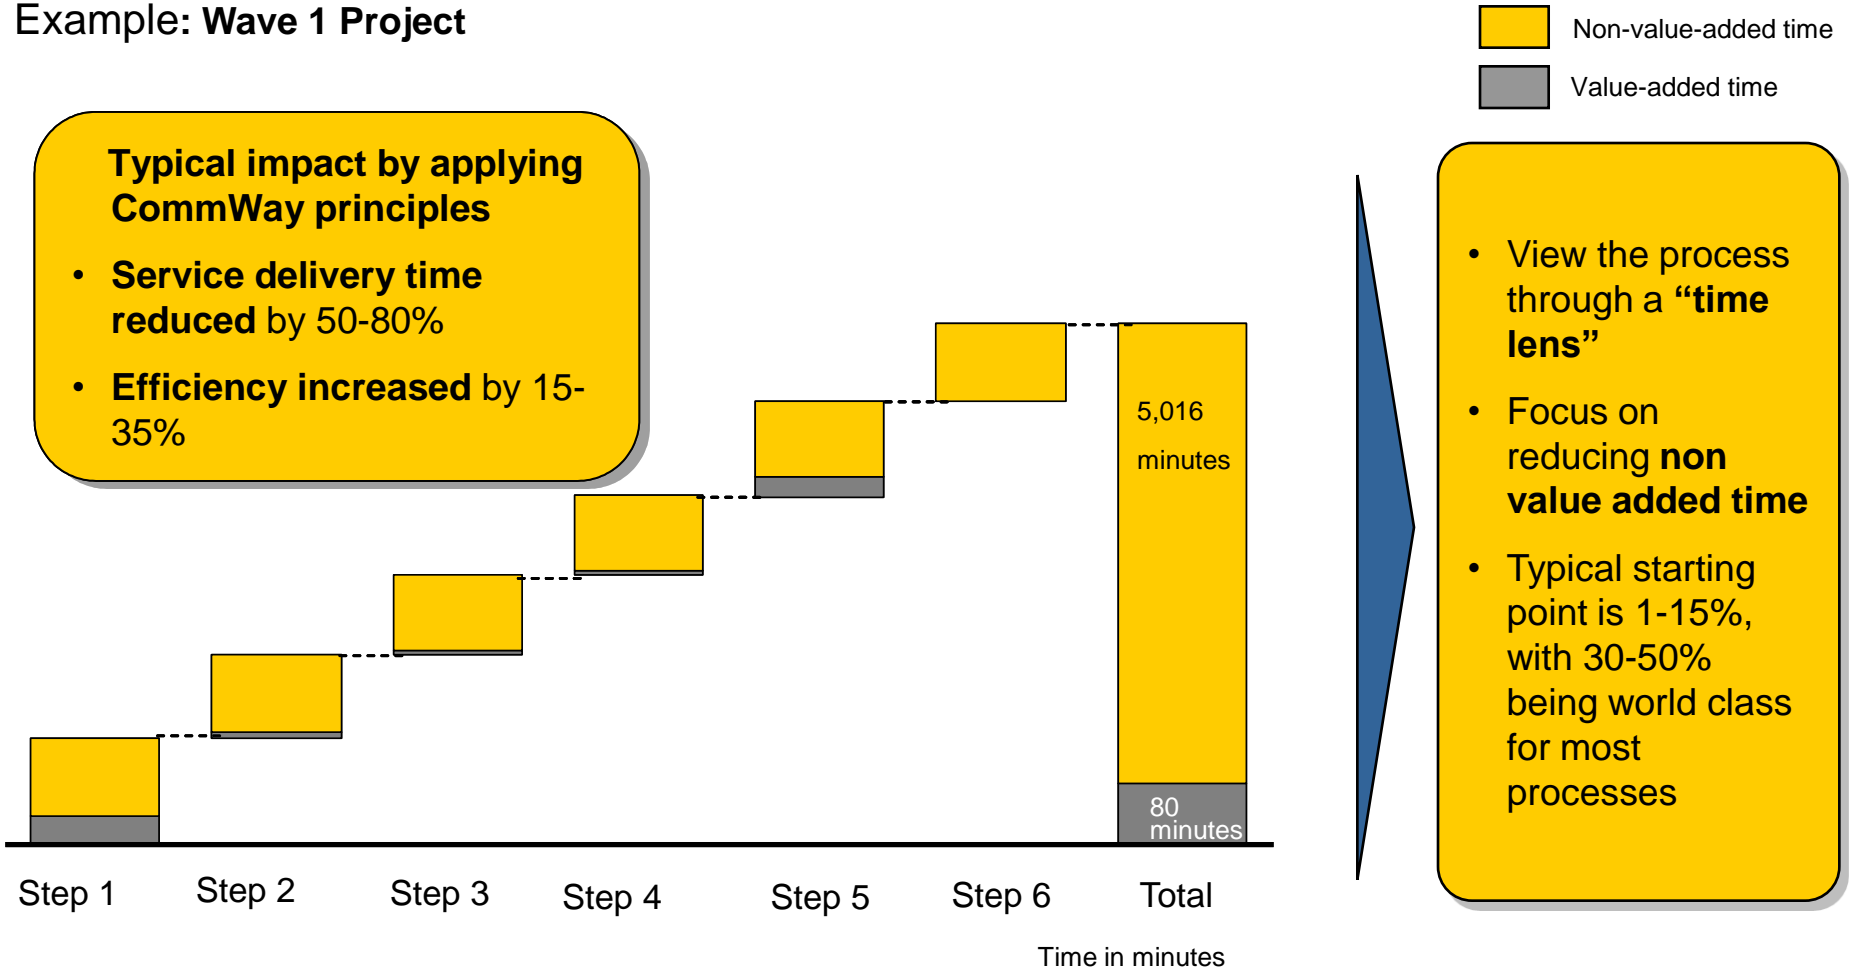 Example: Wave 1 Project
Non-value-added time
Value-added time
Typical impact by applying
CommWay principles
• Service delivery time
reduced by 50-80%
• Efficiency increased by 15-
35%
5,016
minutes
80
minutes
Step 1
Step 2
Step 3
Step 4
Step 5
Step 6
Total
Time in minutes
• View the process
through a “time
lens”
• Focus on
reducing non
value added time
• Typical starting
point is 1-15%,
with 30-50%
being world class
for most
processes